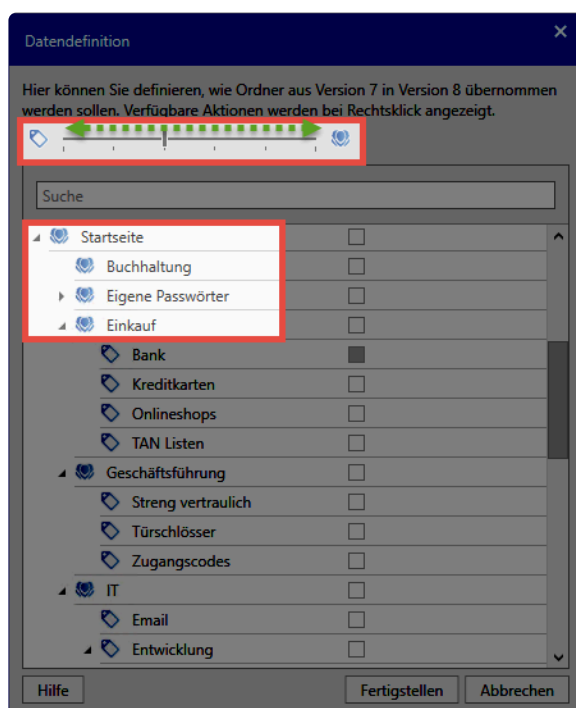 Datendefinition
Hier können Sie definieren, wie Ordner aus Version 7 in Version 8 übernommen
werden sollen. Verfügbare Aktionen werden bei Rechtsklick angezeigt.
Suche
Startseite
Buchhaltung
Eigene Passwörter
Einkauf
Bank
Kreditkarten
Onlineshops
TAN Listen
Geschäftsführung
Streng vertraulich
Türschlösser
Zugangscodes
IT
Email
Entwicklung
Hilfe Fertigstellen Abbrechen